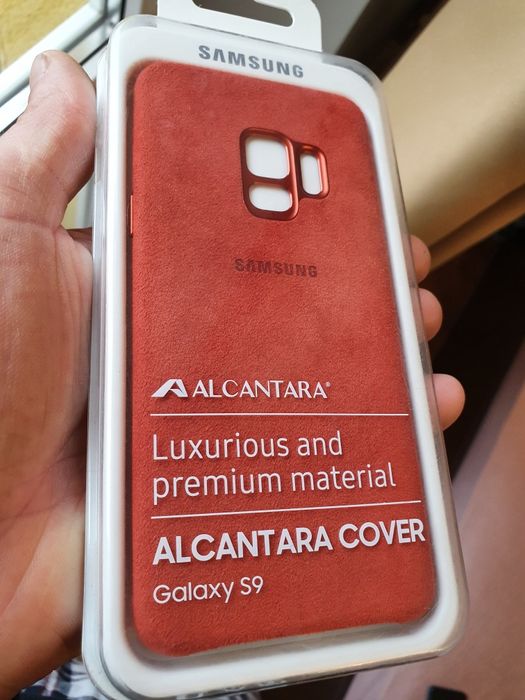 SAMSUNG
SAMSUNG
ALCANTARA®
Luxurious and
premium material
ALCANTARA COVER
Galaxy S9